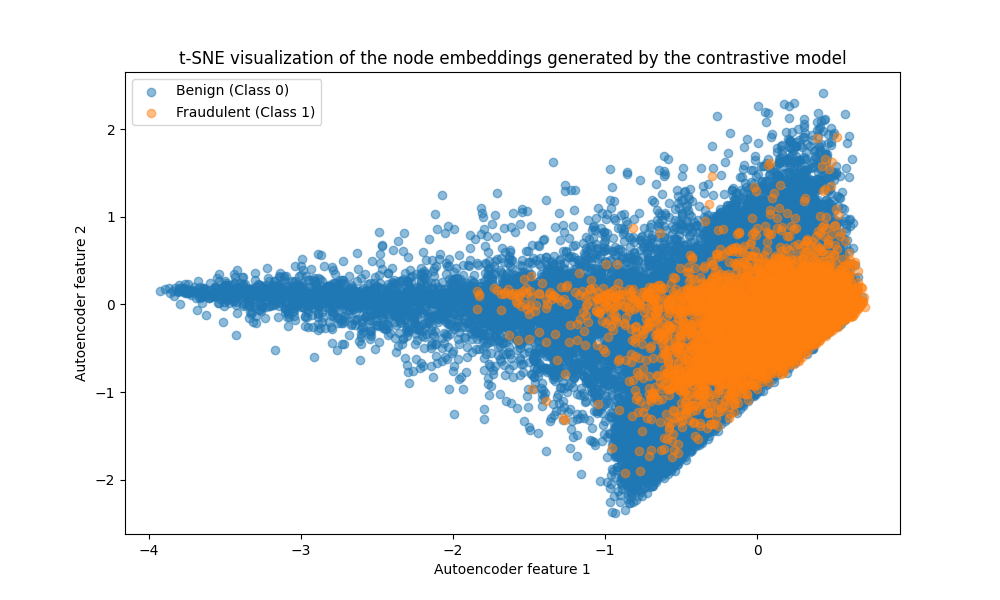 t-SNE visualization of the node embeddings generated by the contrastive model
Benign (Class 0)
Fraudulent (Class 1)
Autoencoder feature 2
2
1
0
−1
−2
−4
−3
−2
−1
0
Autoencoder feature 1